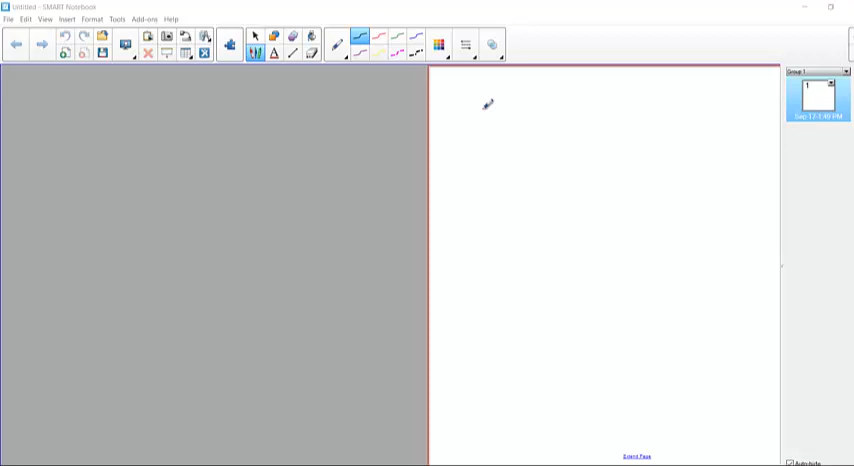 Untitled - SMART Notebook
File Edit View Insert Format Tools Add-ons Help
Group 1
1
Sep 17-1:49 PM
Extend Page
Auto-hide